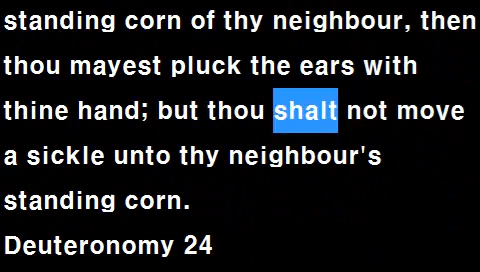 standing corn of thy neighbour, then
thou mayest pluck the ears with
thine hand; but thou shalt not move
a sickle unto thy neighbour's
standing corn.
Deuteronomy 24